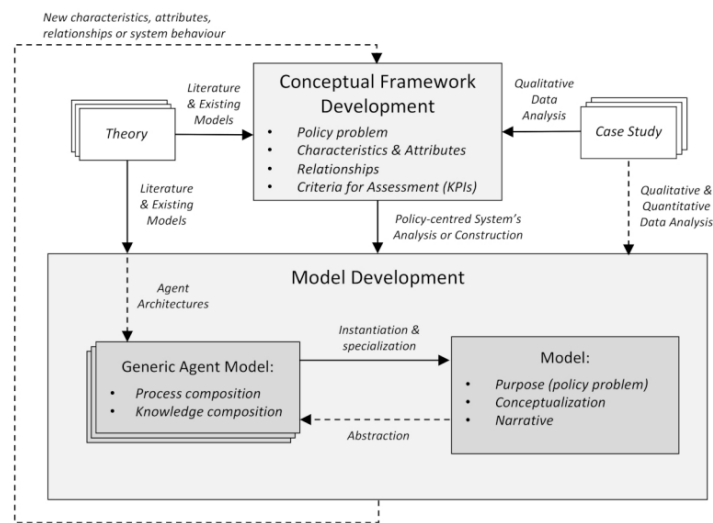 New characteristics, attributes,
relationships or system behaviour
Conceptual Framework
Development
• Policy problem
• Characteristics & Attributes
• Relationships
• Criteria for Assessment (KPIs)
Literature
& Existing
Models
Theory
Qualitative
Data
Analysis
Case Study
Literature
& Existing
Models
Policy-centred System's
Analysis or Construction
Qualitative &
Quantitative
Data Analysis
Model Development
Agent
Architectures
Generic Agent Model:
• Process composition
• Knowledge composition
Instantiation &
specialization
Model:
• Purpose (policy problem)
• Conceptualization
• Narrative
Abstraction